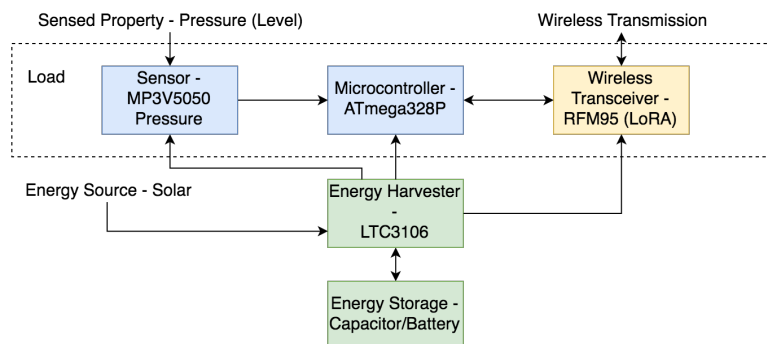 Sensed Property - Pressure (Level)
Wireless Transmission
Load
Sensor -
MP3V5050
Pressure
Microcontroller -
ATmega328P
Wireless
Transceiver -
RFM95 (LoRA)
Energy Source - Solar
Energy Harvester
-
LTC3106
Energy Storage -
Capacitor/Battery